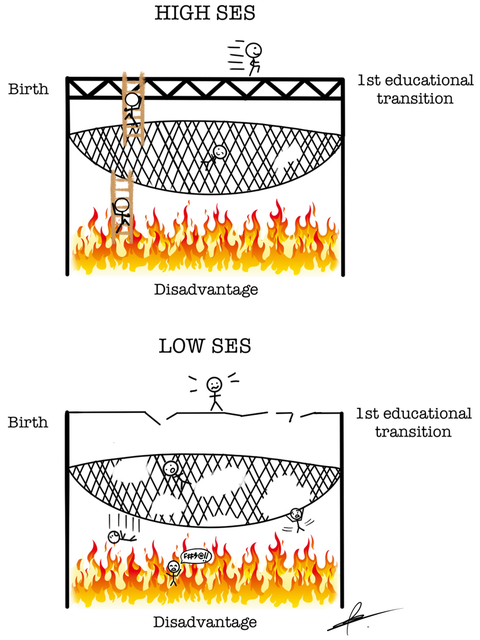 HIGH SES
Birth
1st educational
transition
Disadvantage
LOW SES
Birth
1st educational
transition
F#$@!!
Disadvantage